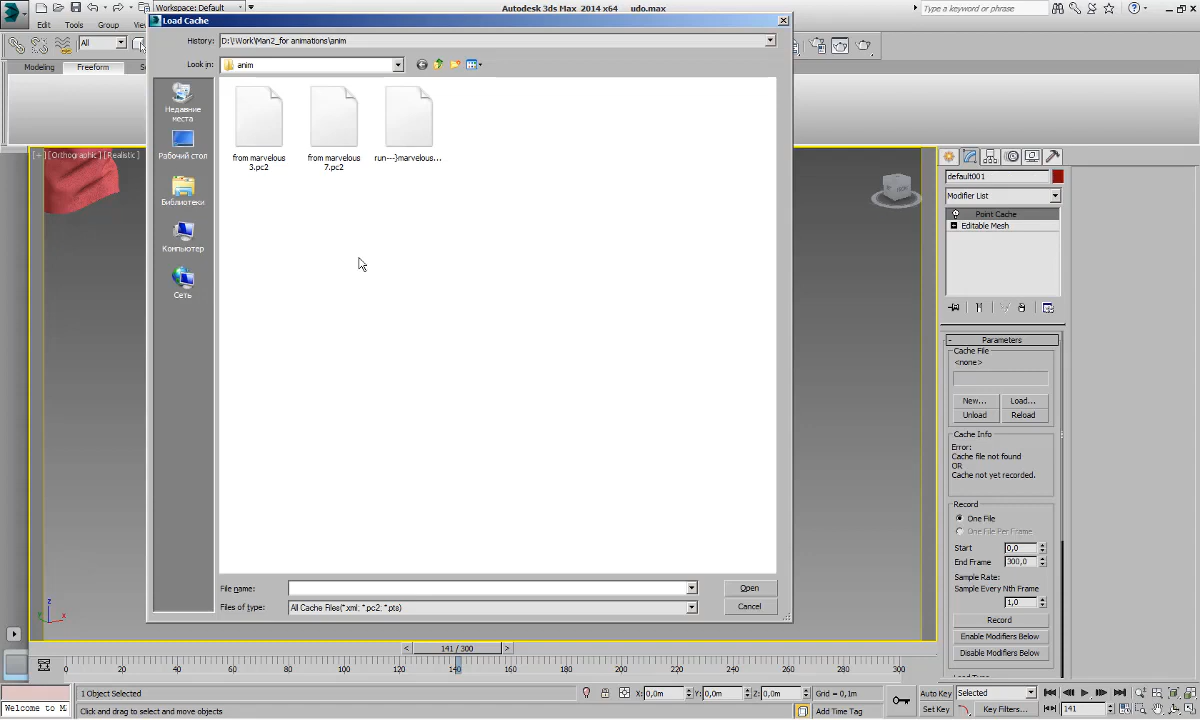 Workspace: Default
Autodesk 3ds Max 2014 x64 udo.max
Type a keyword or phrase
Edit Tools Group
All
Modeling Freeform
Load Cache
History: D:\!Work\Man2_for animations\anim
Look in: anim
Недавние места
Рабочий стол
Библиотеки
Компьютер
Сеть
from marvelous 3.pc2
from marvelous 7.pc2
run---}marvelous...
File name:
Open
Files of type: All Cache Files(*.xml; *.pc2, *.pts)
Cancel
[+][Orthographic][Realistic]
default001
Modifier List
Point Cache
Editable Mesh
Parameters
Cache File
<none>
New... Load...
Unload Reload
Cache Info
Error:
Cache file not found
OR
Cache not yet recorded.
Record
One File
One File Per Frame
Start 0,0
End Frame 300,0
Sample Rate:
Sample Every Nth Frame
1,0
Record
Enable Modifiers Below
Disable Modifiers Below
z
x
141 / 300
0 20 40 60 80 100 120 140 160 180 200 220 240 260 280 300
1 Object Selected
X: 0,0m Y: 0,0m Z: 0,0m Grid = 0,1m
Auto Key Selected
Welcome to M
Click and drag to select and move objects
Add Time Tag
Set Key Key Filters... 141